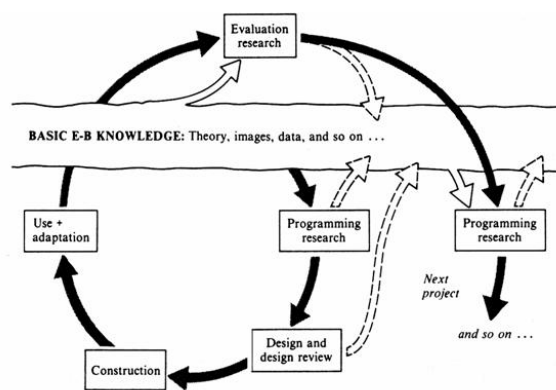 Evaluation
research
BASIC E-B KNOWLEDGE: Theory, images, data, and so on ...
Use +
adaptation
Programming
research
Programming
research
Next
project
Design and
design review
and so on ...
Construction